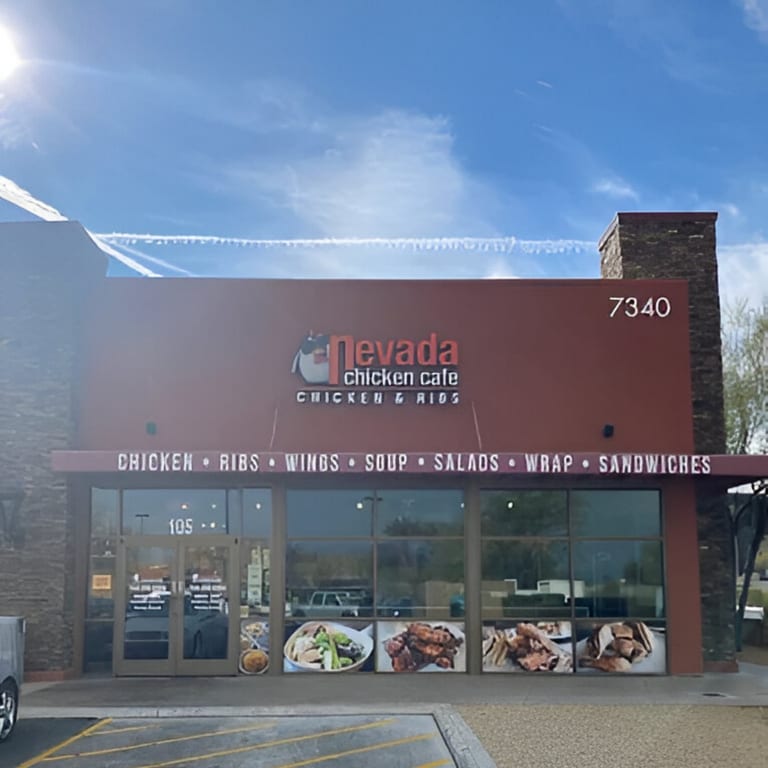 7340
nevada
chicken cafe
CHICKEN & RIBS
CHICKEN • RIBS • WINGS • SOUP • SALADS • WRAP • SANDWICHES
105